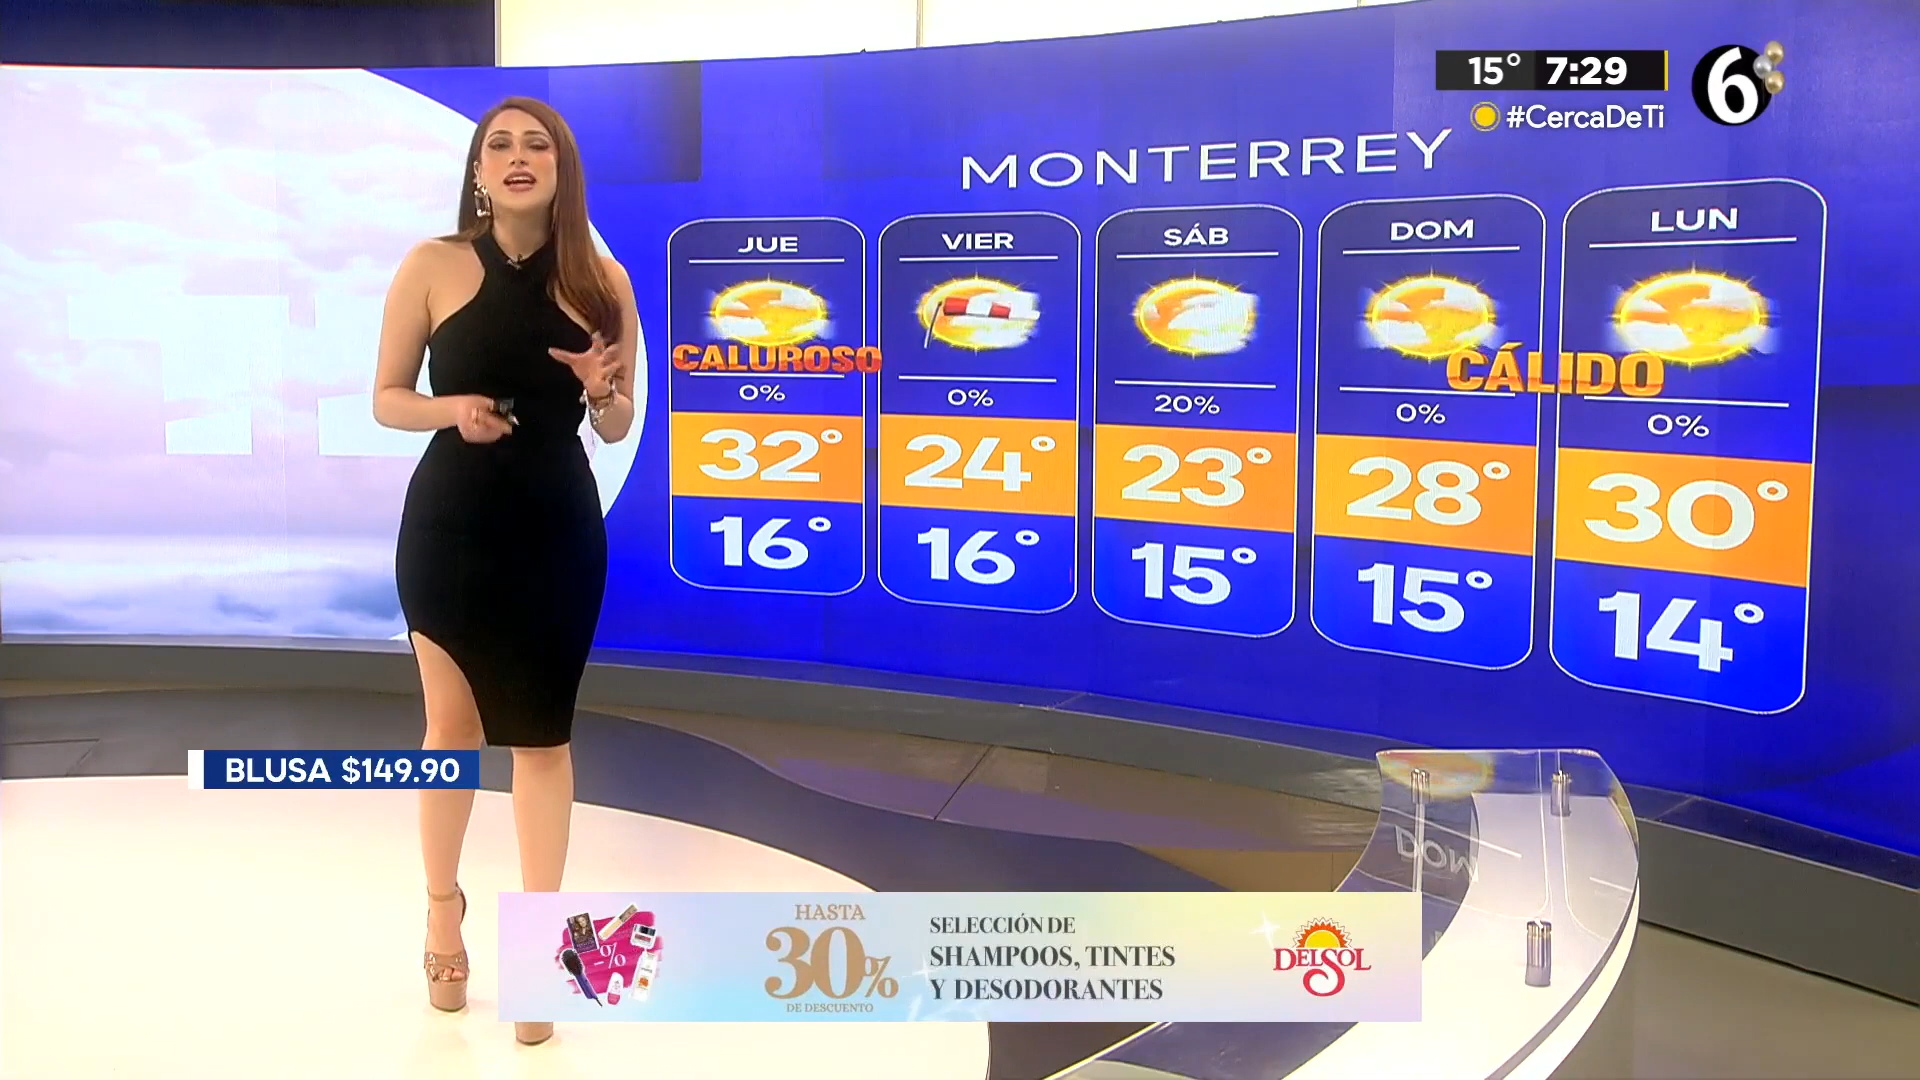 15° 7:29
#CercaDeTi
6
MONTERREY
JUE
CALUROSO
0%
32°
16°
VIER
0%
24°
16°
SÁB
20%
23°
15°
DOM
0%
28°
15°
LUN
0%
30°
14°
CÁLIDO
BLUSA $149.90
DOM
-%
HASTA
30%
DE DESCUENTO
SELECCIÓN DE
SHAMPOOS, TINTES
Y DESODORANTES
DELSOL